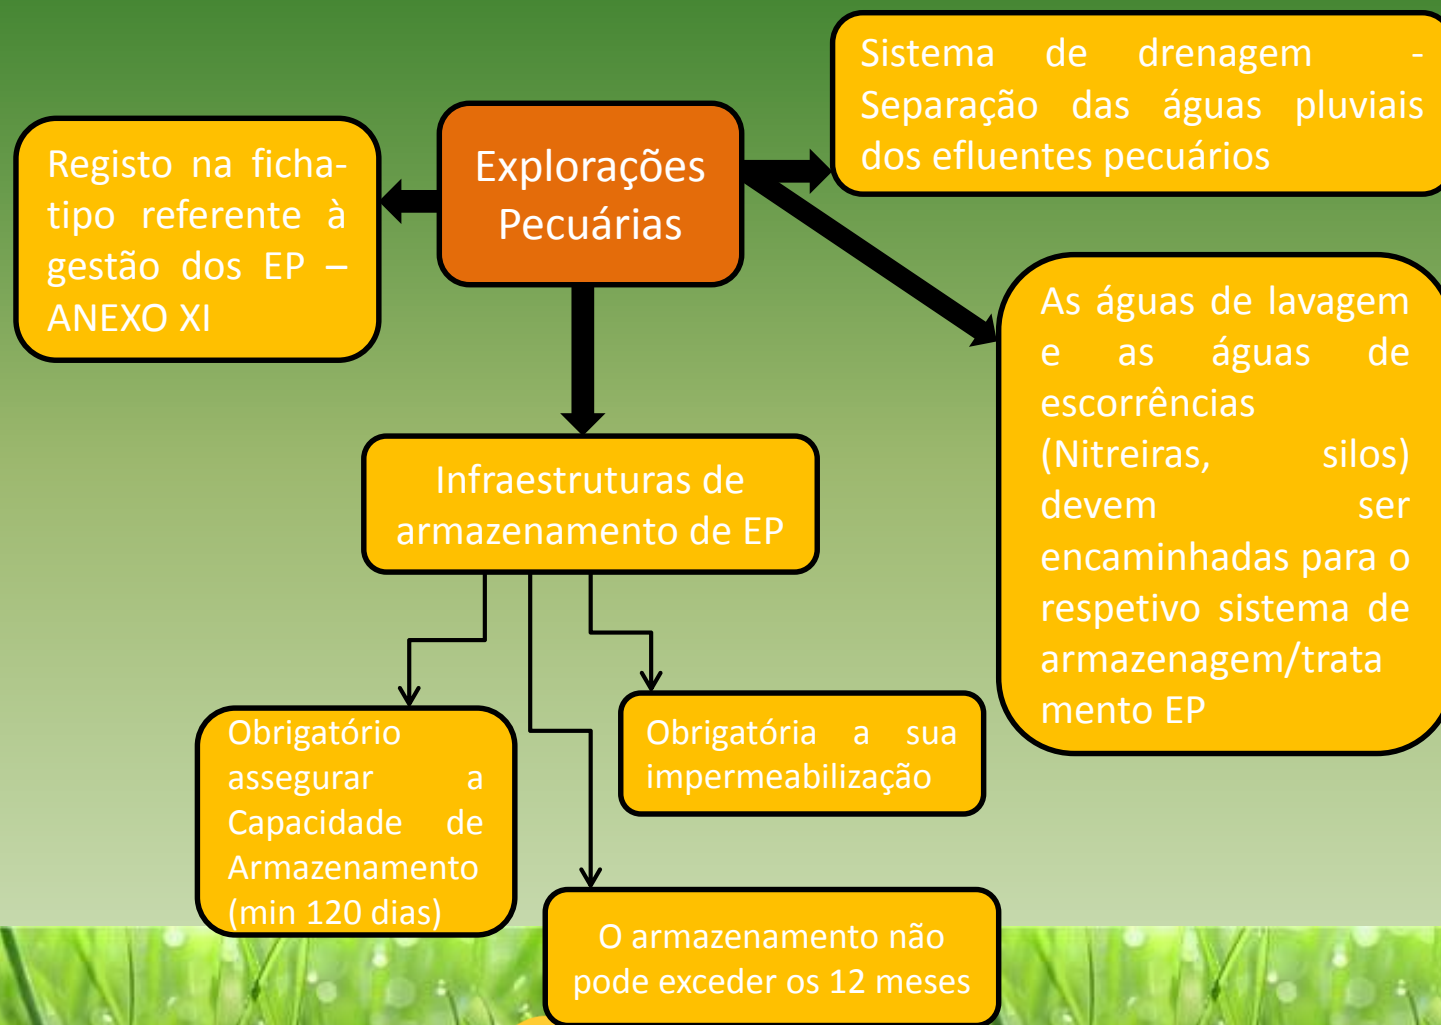 Explorações
Pecuárias
Sistema de drenagem -
Separação das águas pluviais
dos efluentes pecuários
Registo na ficha-
tipo referente à
gestão dos EP –
ANEXO XI
As águas de lavagem
e as águas de
escorrências
(Nitreiras, silos)
devem ser
encaminhadas para o
respetivo sistema de
armazenagem/trata
mento EP
Infraestruturas de
armazenamento de EP
Obrigatório
assegurar a
Capacidade de
Armazenamento
(min 120 dias)
Obrigatória a sua
impermeabilização
O armazenamento não
pode exceder os 12 meses